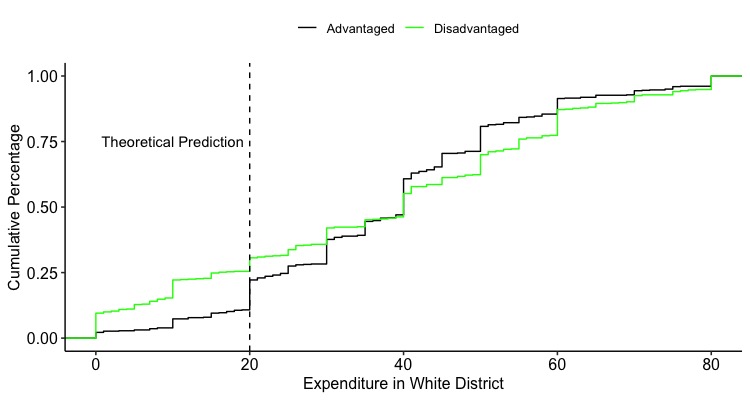 Advantaged Disadvantaged
1.00
0.75
0.50
0.25
0.00
Cumulative Percentage
Theoretical Prediction
0 20 40 60 80
Expenditure in White District